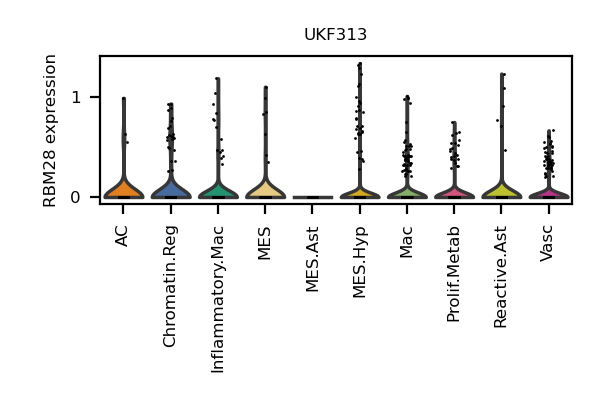 UKF313
RBM28 expression
1
0
AC
Chromatin.Reg
Inflammatory.Mac
MES
MES.Ast
MES.Hyp
Mac
Prolif.Metab
Reactive.Ast
Vasc